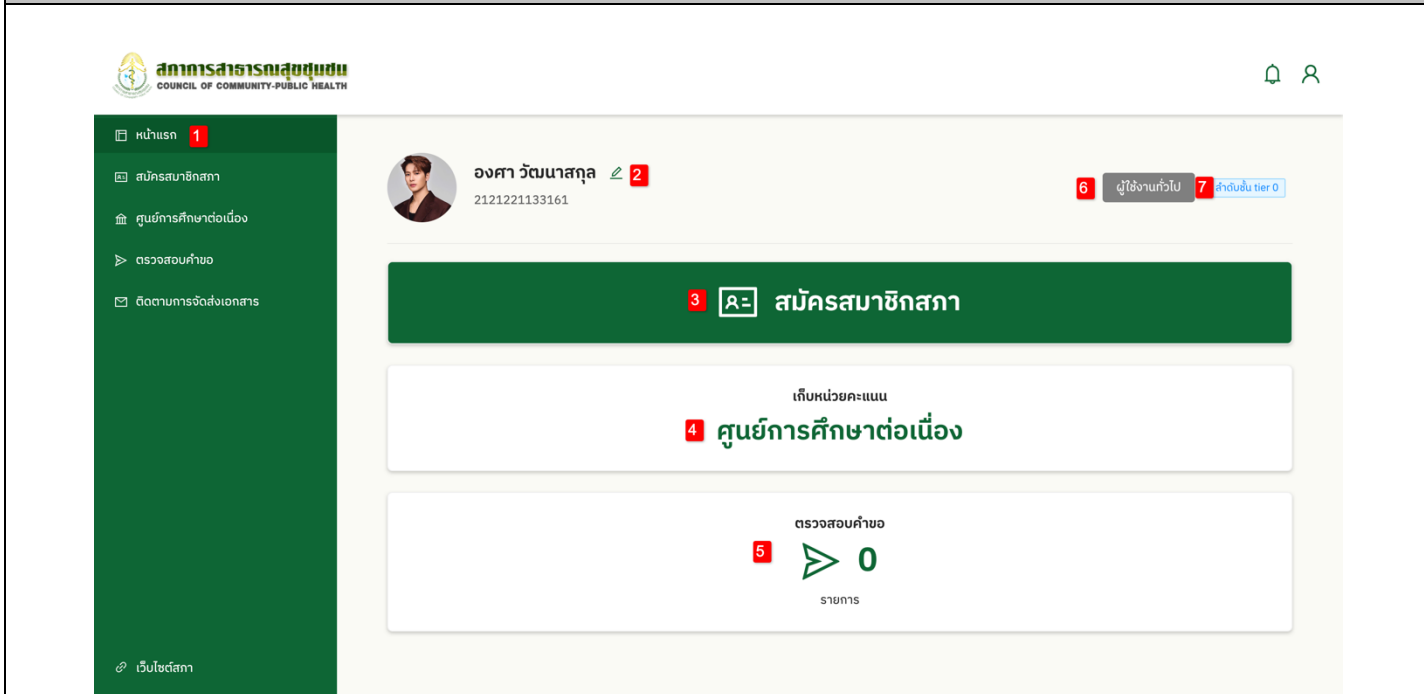 สภาการสาธารณสุขชุมชน
COUNCIL OF COMMUNITY-PUBLIC HEALTH
หน้าแรก 1
สมัครสมาชิกสภา
ศูนย์การศึกษาต่อเนื่อง
ตรวจสอบคำขอ
ติดตามการจัดส่งเอกสาร
เว็บไซต์สภา
องศา วัฒนาสกุล 2
2121221133161
6 ผู้ใช้งานทั่วไป 7 ลำดับชั้น tier 0
3 สมัครสมาชิกสภา
เก็บหน่วยคะแนน
4 ศูนย์การศึกษาต่อเนื่อง
ตรวจสอบคำขอ
5 0
รายการ